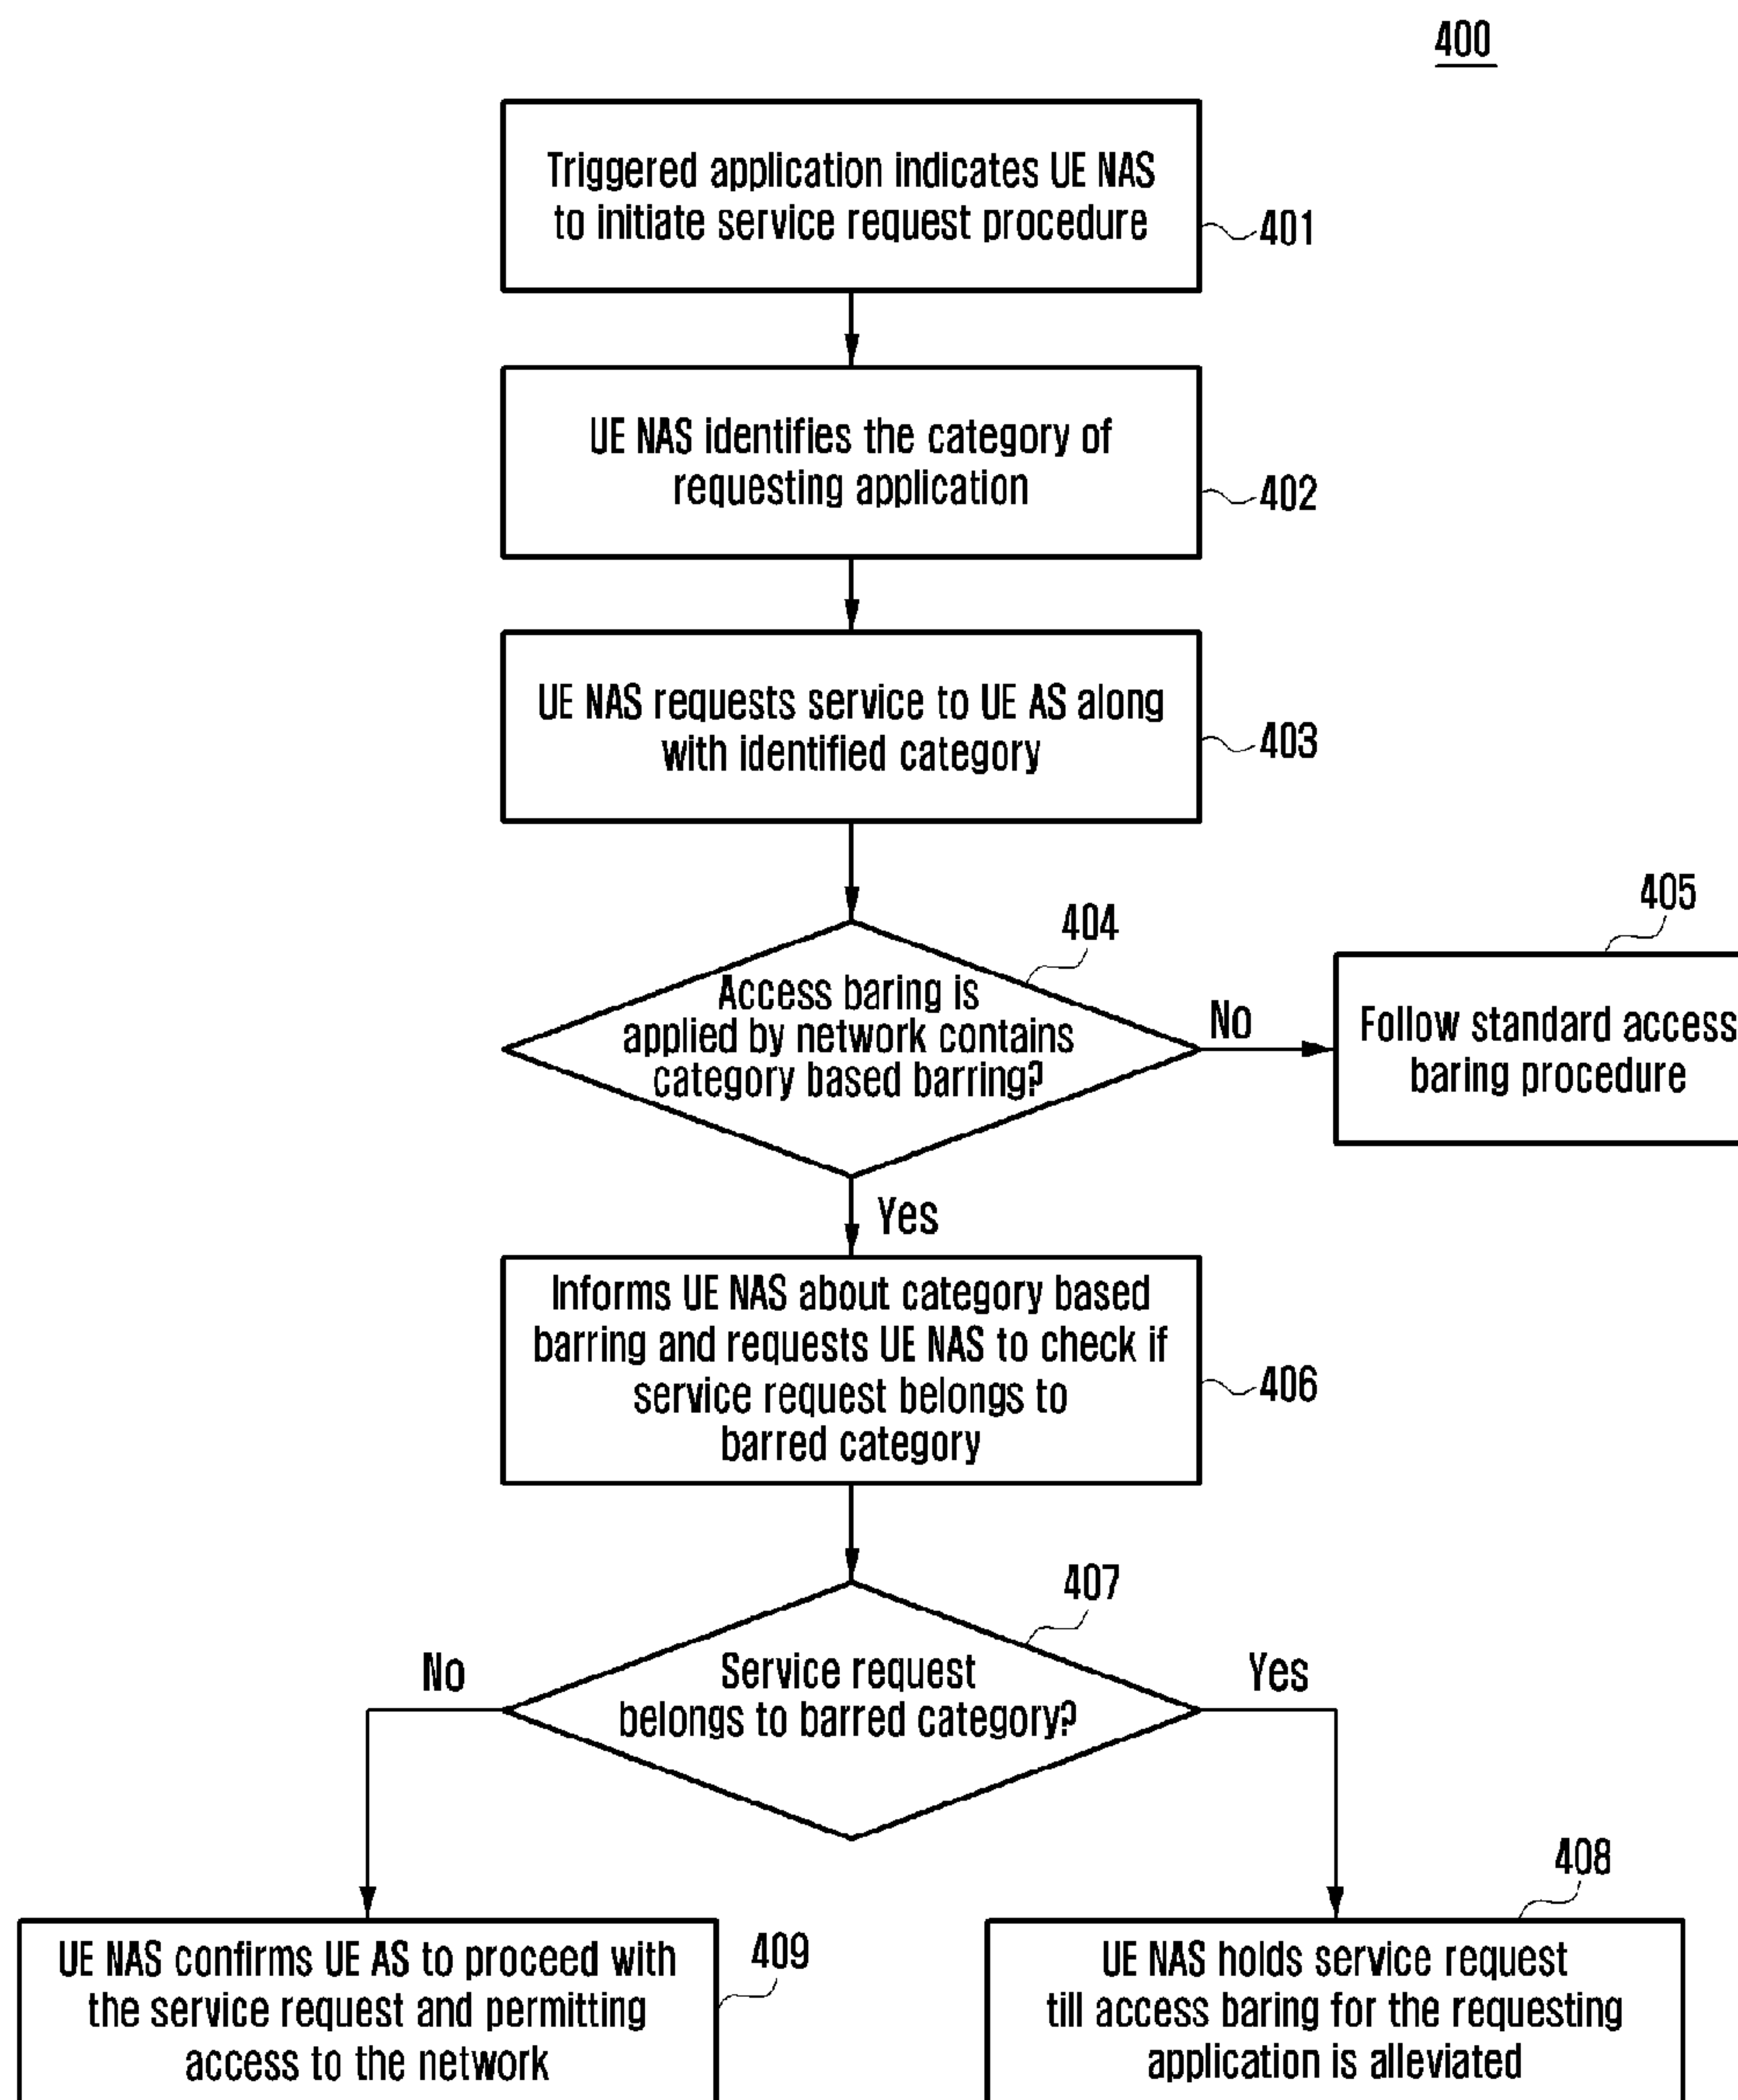 400
Triggered application indicates UE NAS
to initiate service request procedure
401
UE NAS identifies the category of
requesting application
402
UE NAS requests service to UE AS along
with identified category
403
404
Access baring is
applied by network contains
category based barring?
No
405
Follow standard access
baring procedure
Yes
Informs UE NAS about category based
barring and requests UE NAS to check if
service request belongs to
barred category
406
407
Service request
belongs to barred category?
No
Yes
409
UE NAS confirms UE AS to proceed with
the service request and permitting
access to the network
408
UE NAS holds service request
till access baring for the requesting
application is alleviated